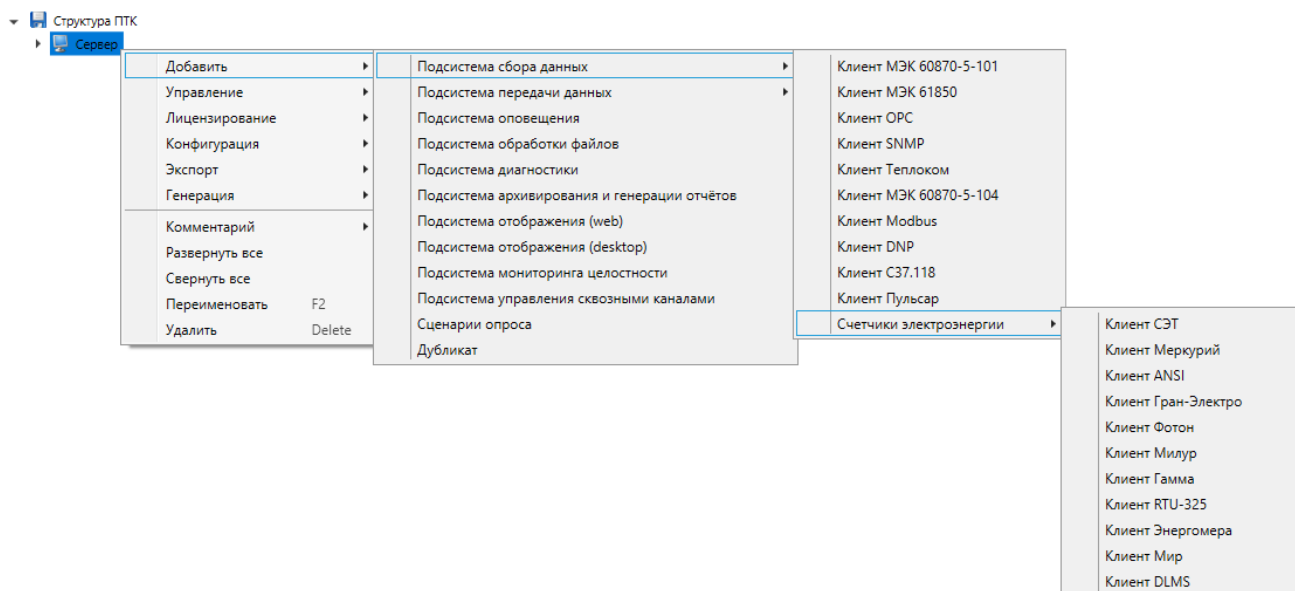 Структура ПТК
Сервер
Добавить
Управление
Лицензирование
Конфигурация
Экспорт
Генерация
Комментарий
Развернуть все
Свернуть все
Переименовать F2
Удалить Delete
Подсистема сбора данных
Подсистема передачи данных
Подсистема оповещения
Подсистема обработки файлов
Подсистема диагностики
Подсистема архивирования и генерации отчётов
Подсистема отображения (web)
Подсистема отображения (desktop)
Подсистема мониторинга целостности
Подсистема управления сквозными каналами
Сценарии опроса
Дубликат
Клиент МЭК 60870-5-101
Клиент МЭК 61850
Клиент OPC
Клиент SNMP
Клиент Теплоком
Клиент МЭК 60870-5-104
Клиент Modbus
Клиент DNP
Клиент C37.118
Клиент Пульсар
Счетчики электроэнергии
Клиент СЭТ
Клиент Меркурий
Клиент ANSI
Клиент Гран-Электро
Клиент Фотон
Клиент Милур
Клиент Гамма
Клиент RTU-325
Клиент Энергомера
Клиент Мир
Клиент DLMS